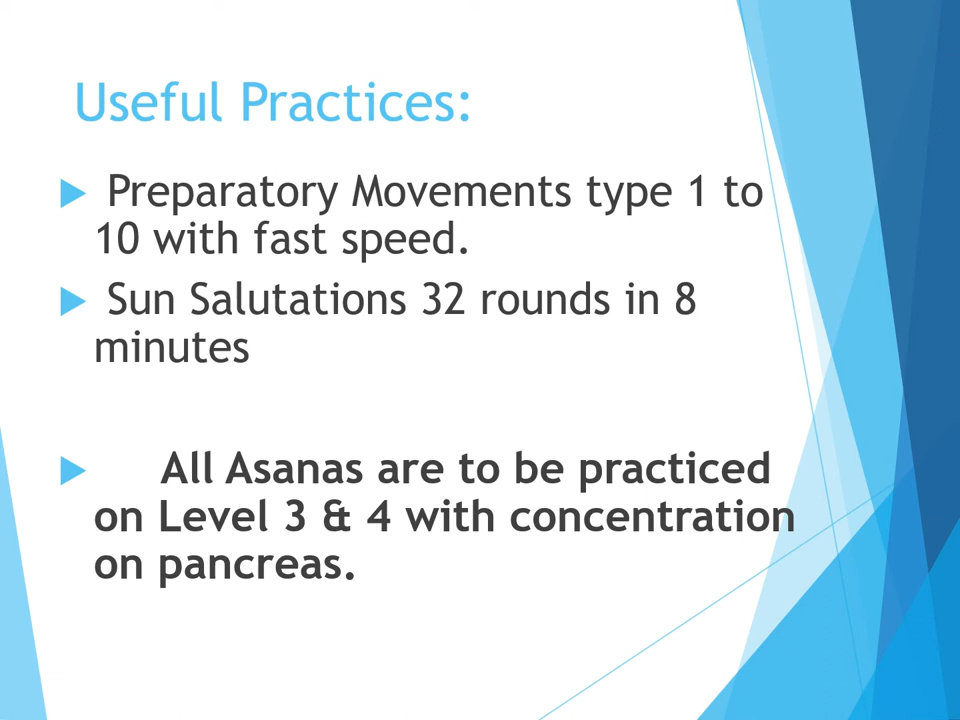 Useful Practices:
Preparatory Movements type 1 to
10 with fast speed.
Sun Salutations 32 rounds in 8
minutes
All Asanas are to be practiced
on Level 3 & 4 with concentration
on pancreas.